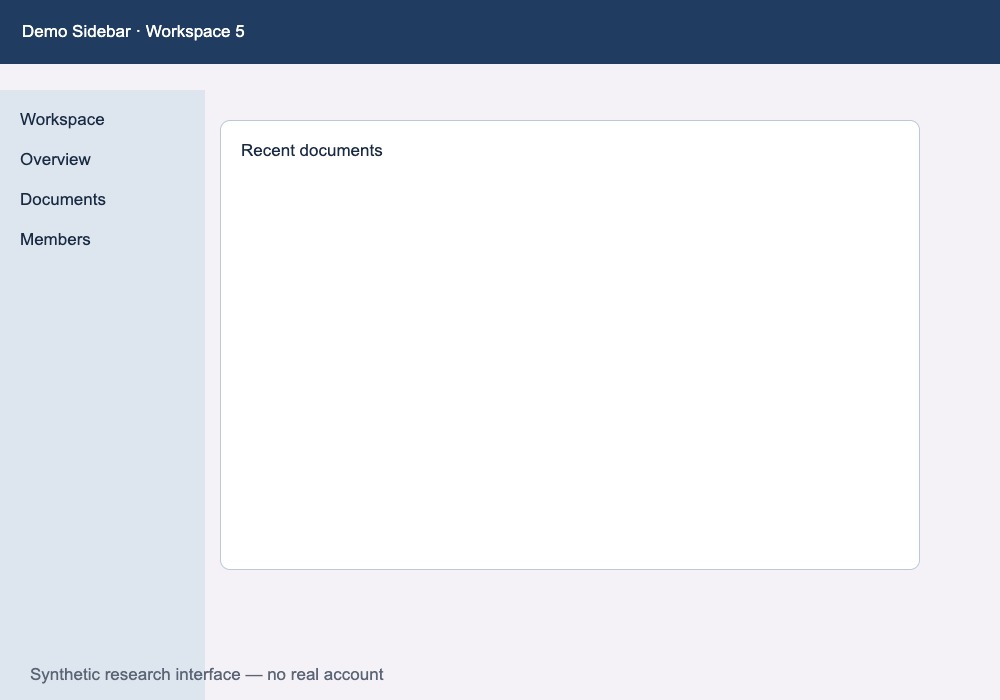 Demo Sidebar · Workspace 5
Workspace
Overview
Documents
Members
Recent documents
Synthetic research interface — no real account